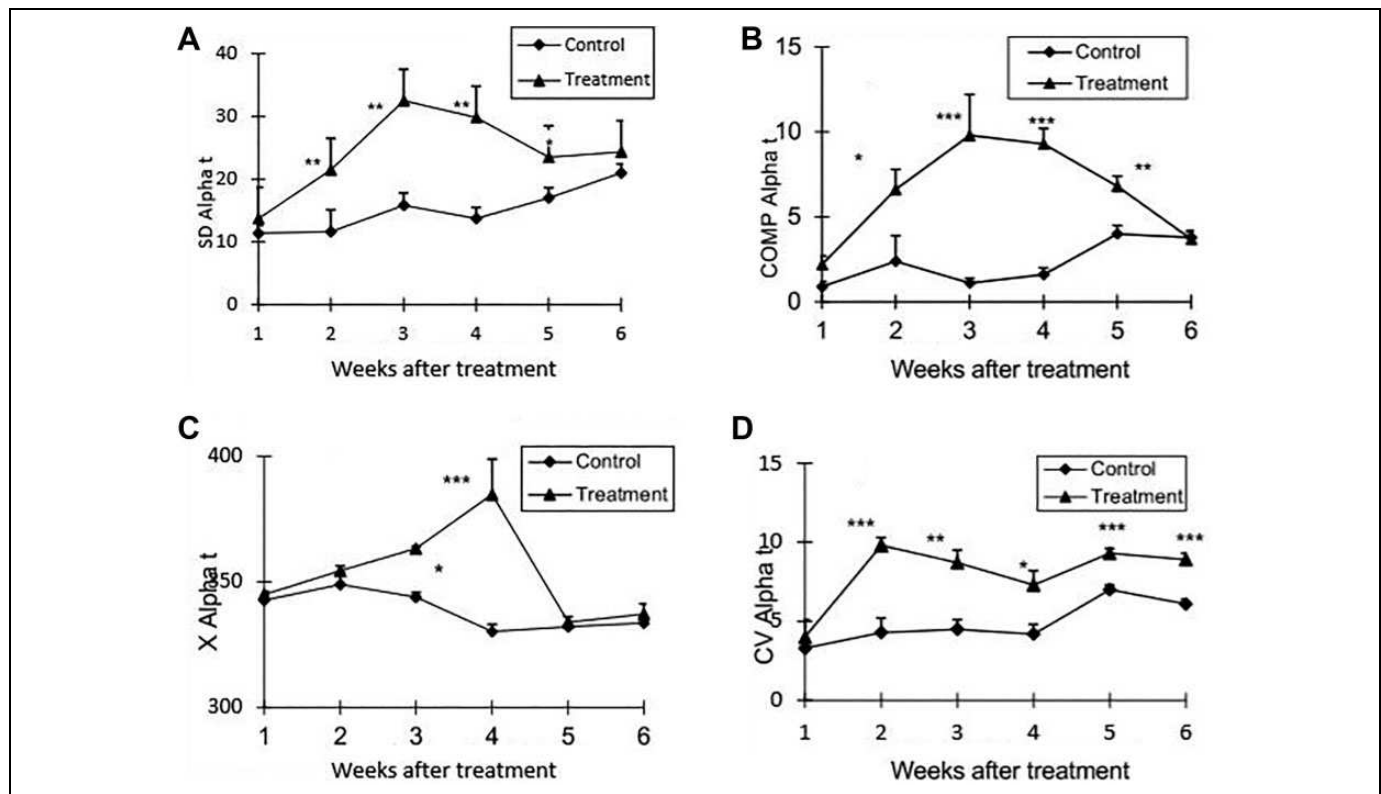 A
40
30
20
10
0
SD Alpha t
**
**
**
*
Control
Treatment
1 2 3 4 5 6
Weeks after treatment
B
15
10
5
0
COMP Alpha t
*
***
***
**
Control
Treatment
1 2 3 4 5 6
Weeks after treatment
C
400
350
300
X Alpha t
***
*
Control
Treatment
1 2 3 4 5 6
Weeks after treatment
D
15
10
5
0
CV Alpha t
***
**
*
***
***
Control
Treatment
1 2 3 4 5 6
Weeks after treatment